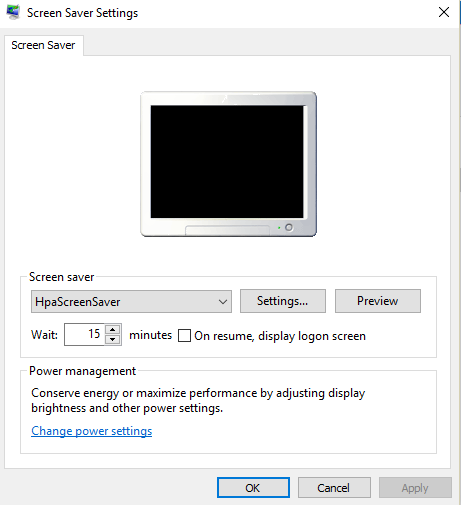 Screen Saver Settings
Screen Saver
Screen saver
HpaScreenSaver
Settings...
Preview
Wait: 15 minutes On resume, display logon screen
Power management
Conserve energy or maximize performance by adjusting display
brightness and other power settings.
Change power settings
OK
Cancel
Apply